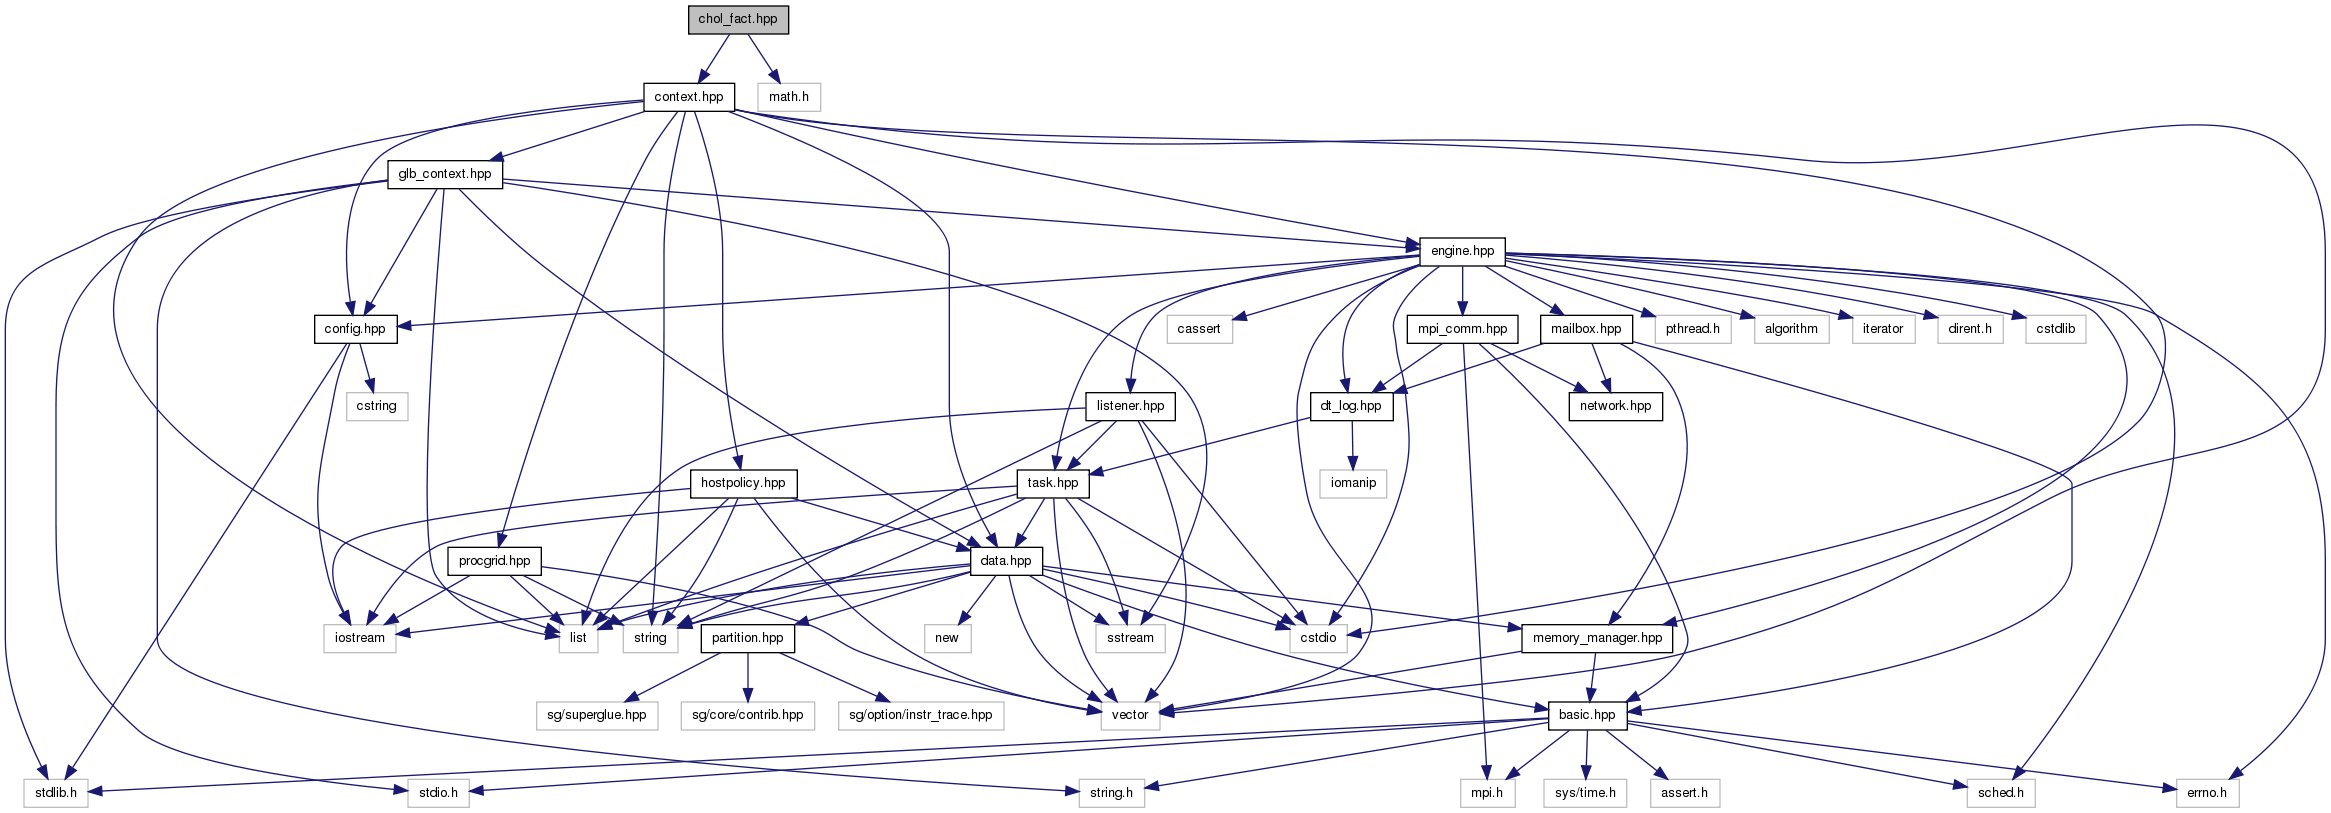 chol_fact.hpp
context.hpp
math.h
glb_context.hpp
engine.hpp
config.hpp
cassert
mpi_comm.hpp
mailbox.hpp
pthread.h
algorithm
iterator
dirent.h
cstdlib
cstring
listener.hpp
dt_log.hpp
network.hpp
hostpolicy.hpp
task.hpp
iomanip
procgrid.hpp
data.hpp
iostream
list
string
partition.hpp
new
sstream
cstdio
memory_manager.hpp
sg/superglue.hpp
sg/core/contrib.hpp
sg/option/instr_trace.hpp
vector
basic.hpp
stdlib.h
stdio.h
string.h
mpi.h
sys/time.h
assert.h
sched.h
errno.h